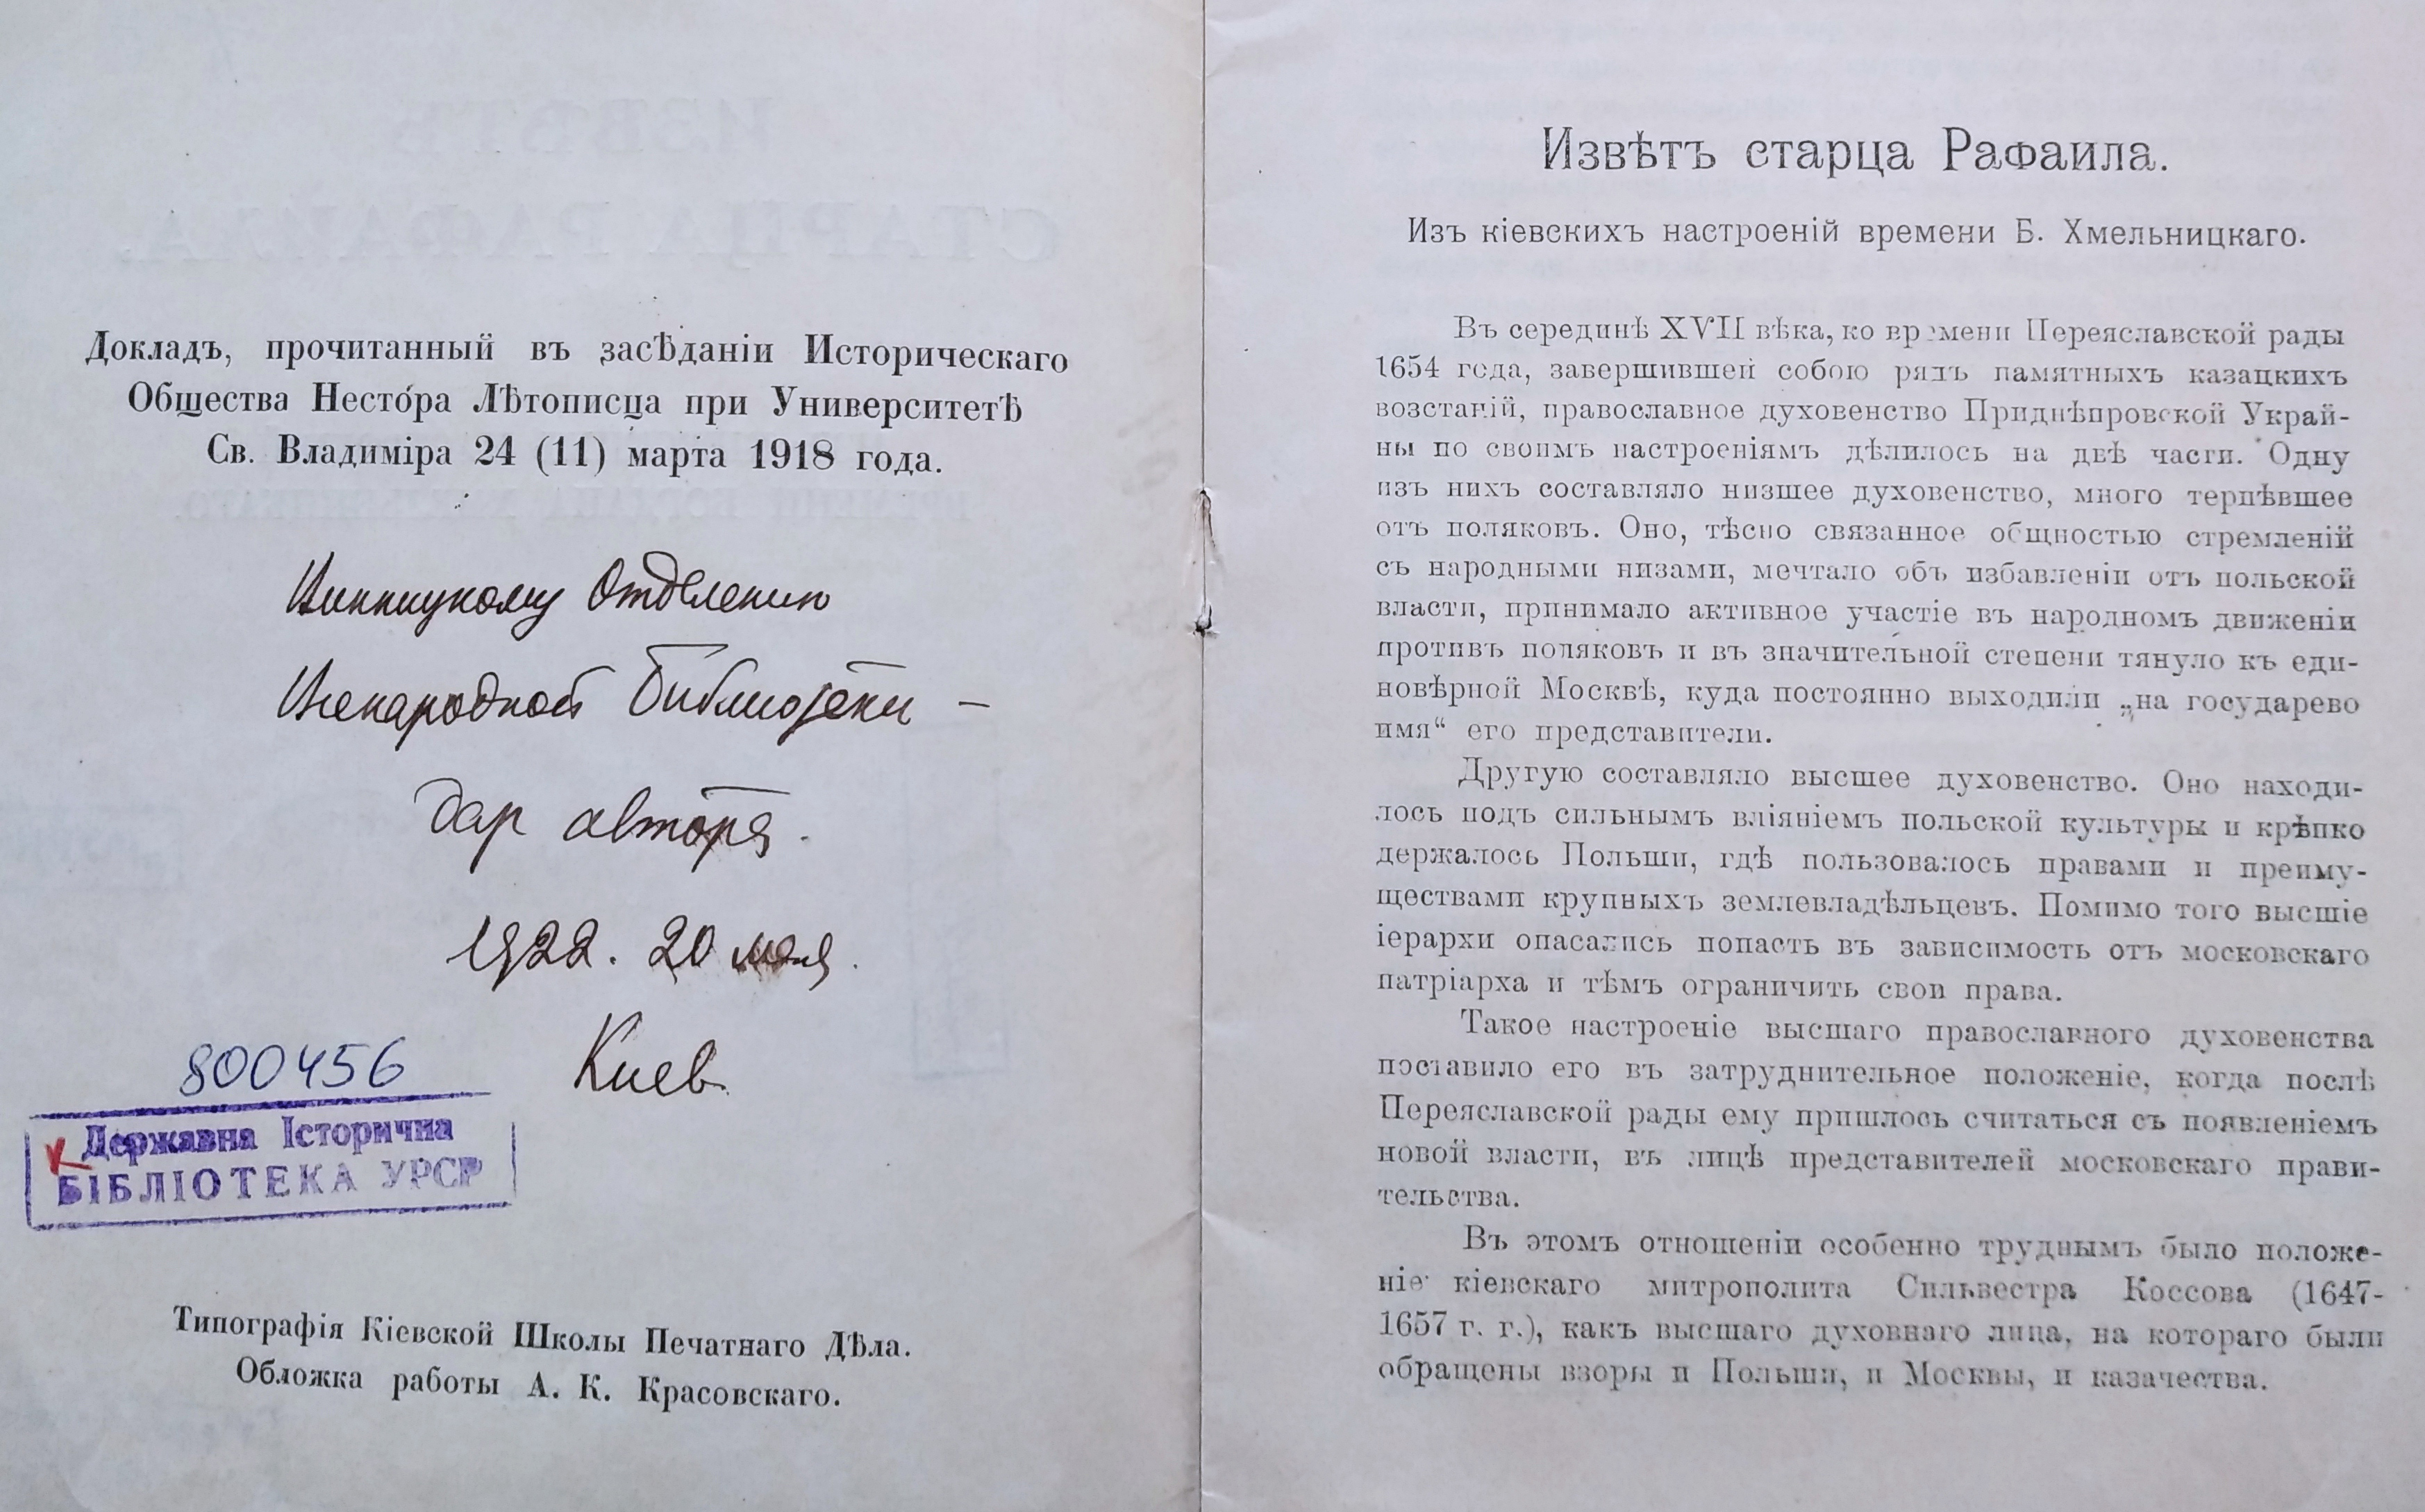 Докладъ, прочитанный въ засѣданіи Историческаго
Общества Нестора Лѣтописца при Университетѣ
Св. Владиміра 24 (11) марта 1918 года.
Винницкому Отделению
Всенародной Библиотеки –
дар автора.
1922. 20 мая.
Киев
800456
Державна Історична
БІБЛІОТЕКА УРСР
Типографія Кіевской Школы Печатнаго Дѣла.
Обложка работы А. К. Красовскаго.
Извѣтъ старца Рафаила.
Изъ кіевскихъ настроеній времени Б. Хмельницкаго.
Въ серединѣ XVII вѣка, ко времени Переяславской рады
1654 года, завершившей собою рядъ памятныхъ казацкихъ
возстаній, православное духовенство Приднѣпровской Украй-
ны по своимъ настроеніямъ дѣлилось на двѣ части. Одну
изъ нихъ составляло низшее духовенство, много терпѣвшее
отъ поляковъ. Оно, тѣсно связанное общностью стремленій
съ народными низами, мечтало объ избавленіи отъ польской
власти, принимало активное участіе въ народномъ движеніи
противъ поляковъ и въ значительной степени тянуло къ еди-
новѣрной Москвѣ, куда постоянно выходили „на государево
имя“ его представители.
Другую составляло высшее духовенство. Оно находи-
лось подъ сильнымъ вліяніемъ польской культуры и крѣпко
держалось Польши, гдѣ пользовалось правами и преиму-
ществами крупныхъ землевладѣльцевъ. Помимо того высшіе
іерархи опасались попасть въ зависимость отъ московскаго
патріарха и тѣмъ ограничить свои права.
Такое настроеніе высшаго православнаго духовенства
поставило его въ затруднительное положеніе, когда послѣ
Переяславской рады ему пришлось считаться съ появленіемъ
новой власти, въ лицѣ представителей московскаго прави-
тельства.
Въ этомъ отношеніи особенно труднымъ было положе-
ніе кіевскаго митрополита Сильвестра Коссова (1647-
1657 г. г.), какъ высшаго духовнаго лица, на котораго были
обращены взоры и Польши, и Москвы, и казачества.